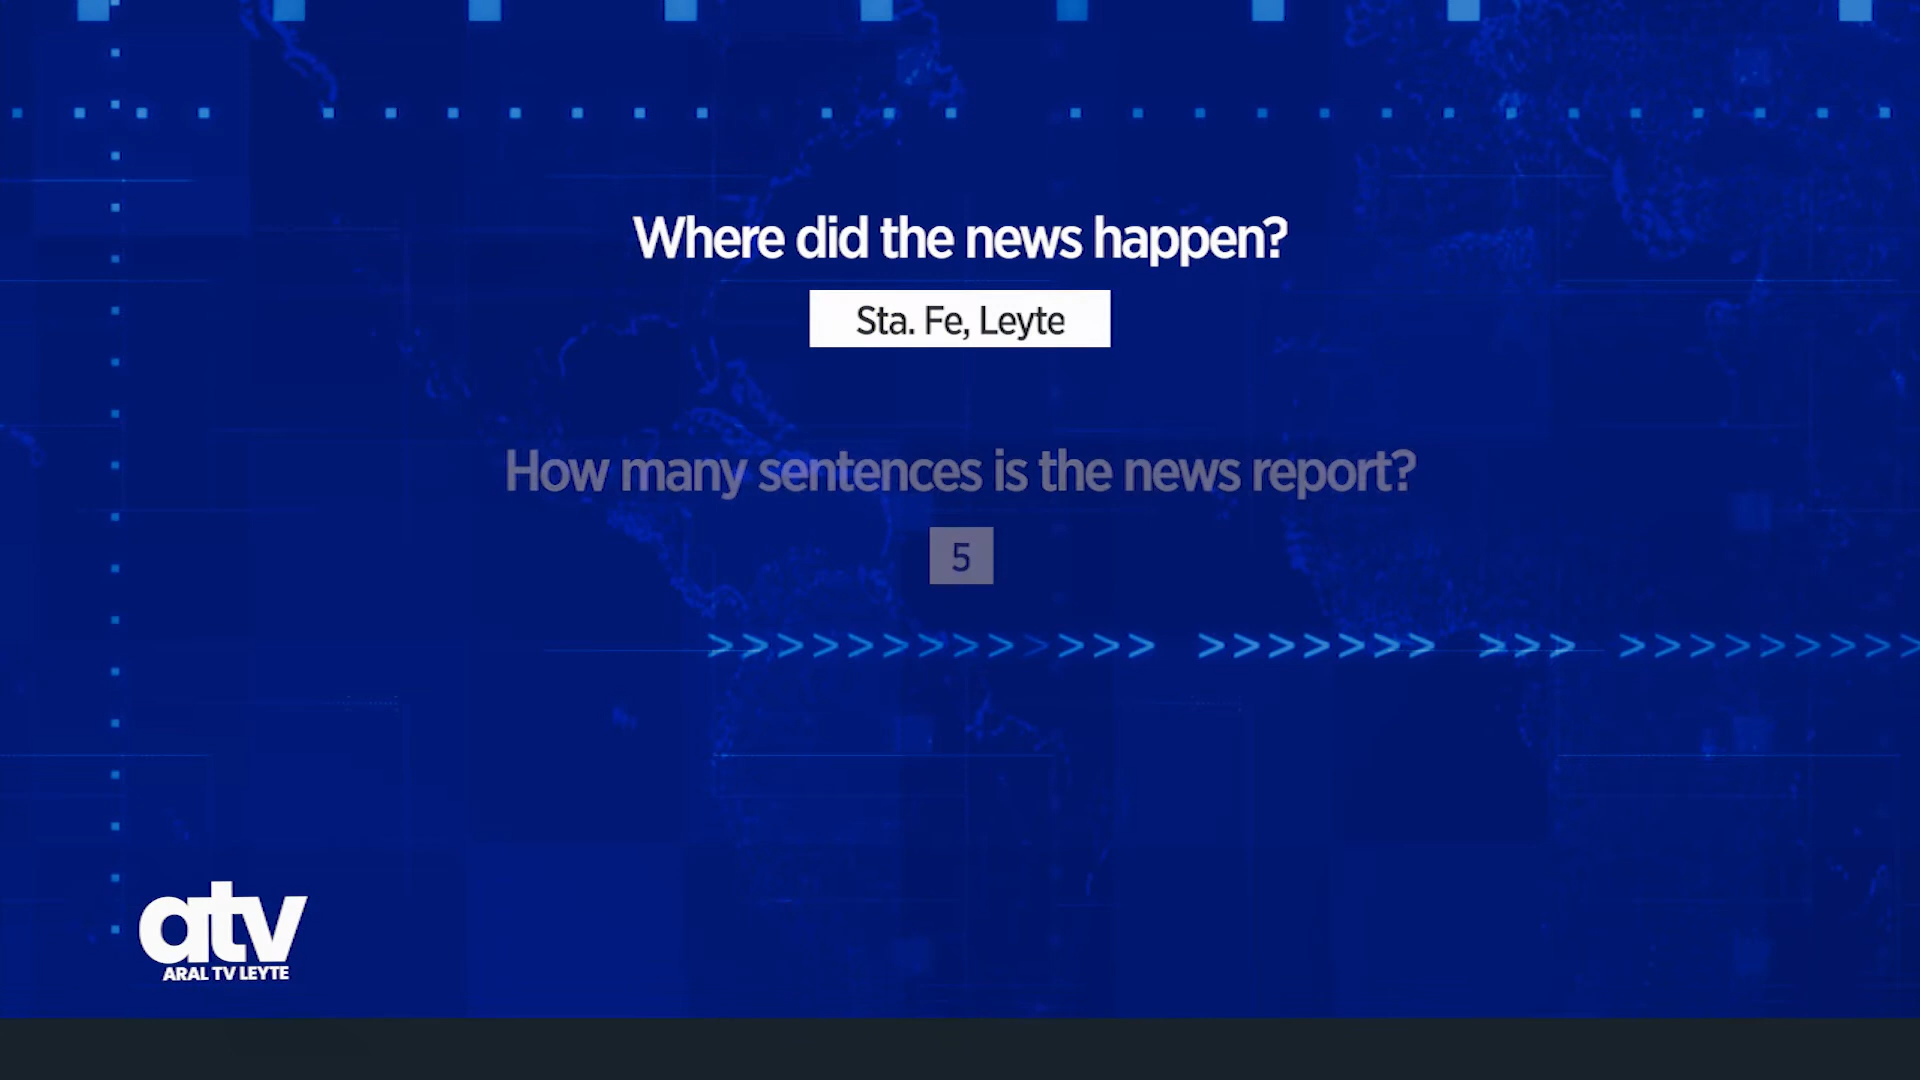 Where did the news happen?
Sta. Fe, Leyte
How many sentences is the news report?
5
atv
ARAL TV LEYTE